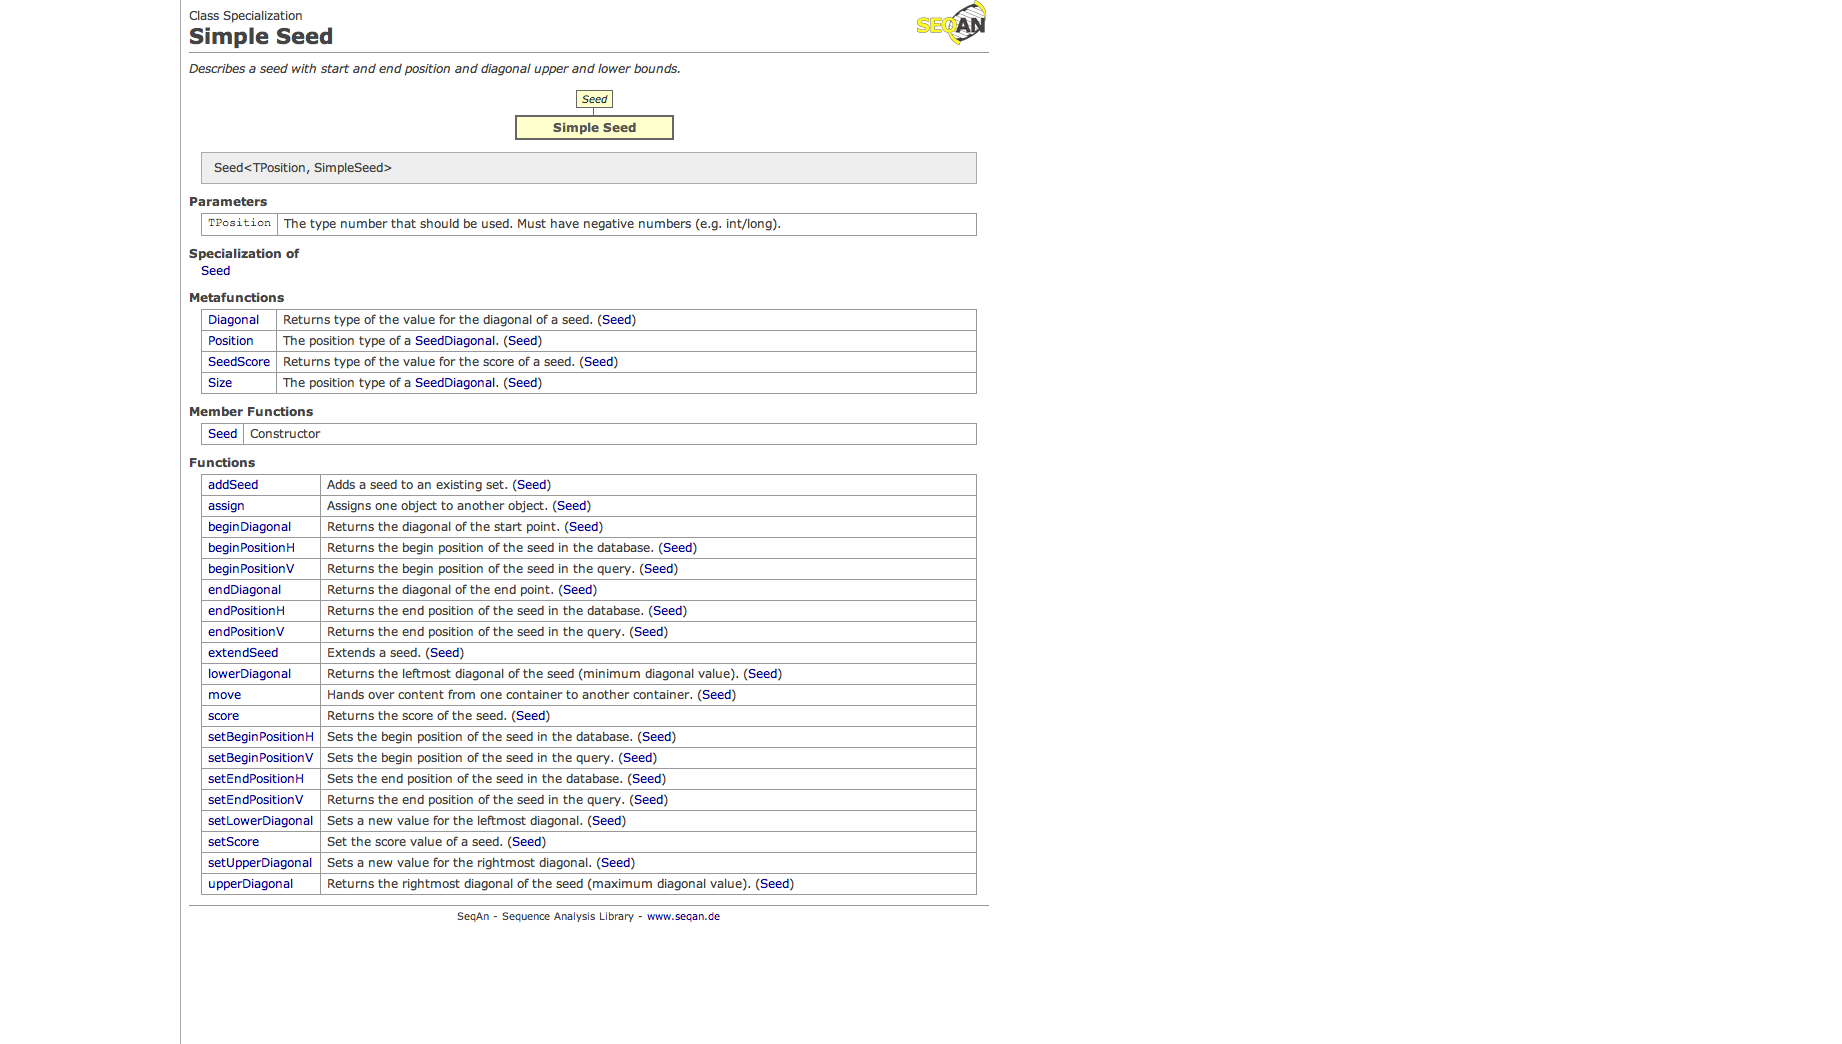 Class Specialization
Simple Seed
SEQAN
Describes a seed with start and end position and diagonal upper and lower bounds.
Seed
Simple Seed
Seed<TPosition, SimpleSeed>
Parameters
TPosition The type number that should be used. Must have negative numbers (e.g. int/long).
Specialization of
Seed
Metafunctions
Diagonal Returns type of the value for the diagonal of a seed. (Seed)
Position The position type of a SeedDiagonal. (Seed)
SeedScore Returns type of the value for the score of a seed. (Seed)
Size The position type of a SeedDiagonal. (Seed)
Member Functions
Seed Constructor
Functions
addSeed Adds a seed to an existing set. (Seed)
assign Assigns one object to another object. (Seed)
beginDiagonal Returns the diagonal of the start point. (Seed)
beginPositionH Returns the begin position of the seed in the database. (Seed)
beginPositionV Returns the begin position of the seed in the query. (Seed)
endDiagonal Returns the diagonal of the end point. (Seed)
endPositionH Returns the end position of the seed in the database. (Seed)
endPositionV Returns the end position of the seed in the query. (Seed)
extendSeed Extends a seed. (Seed)
lowerDiagonal Returns the leftmost diagonal of the seed (minimum diagonal value). (Seed)
move Hands over content from one container to another container. (Seed)
score Returns the score of the seed. (Seed)
setBeginPositionH Sets the begin position of the seed in the database. (Seed)
setBeginPositionV Sets the begin position of the seed in the query. (Seed)
setEndPositionH Sets the end position of the seed in the database. (Seed)
setEndPositionV Returns the end position of the seed in the query. (Seed)
setLowerDiagonal Sets a new value for the leftmost diagonal. (Seed)
setScore Set the score value of a seed. (Seed)
setUpperDiagonal Sets a new value for the rightmost diagonal. (Seed)
upperDiagonal Returns the rightmost diagonal of the seed (maximum diagonal value). (Seed)
SeqAn - Sequence Analysis Library - www.seqan.de